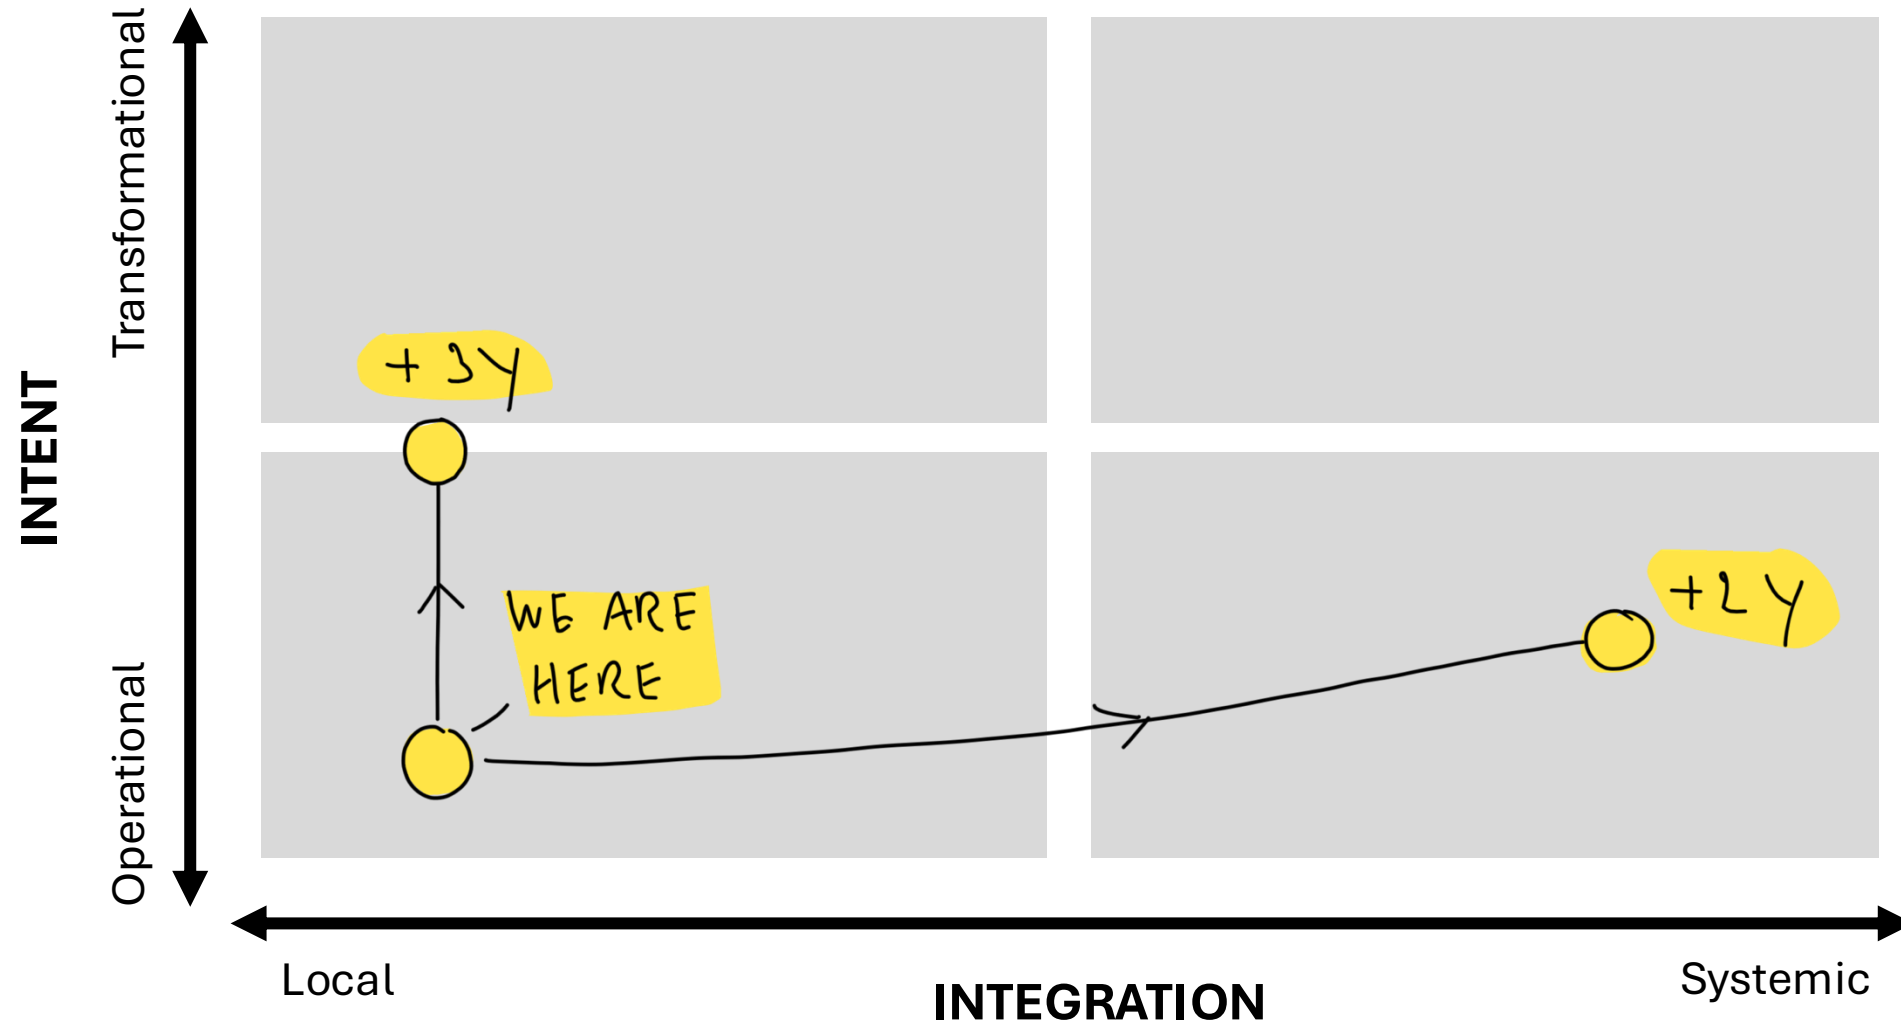 Transformational
+ 3Y
INTENT
WE ARE
HERE
+2Y
Operational
Local
INTEGRATION
Systemic